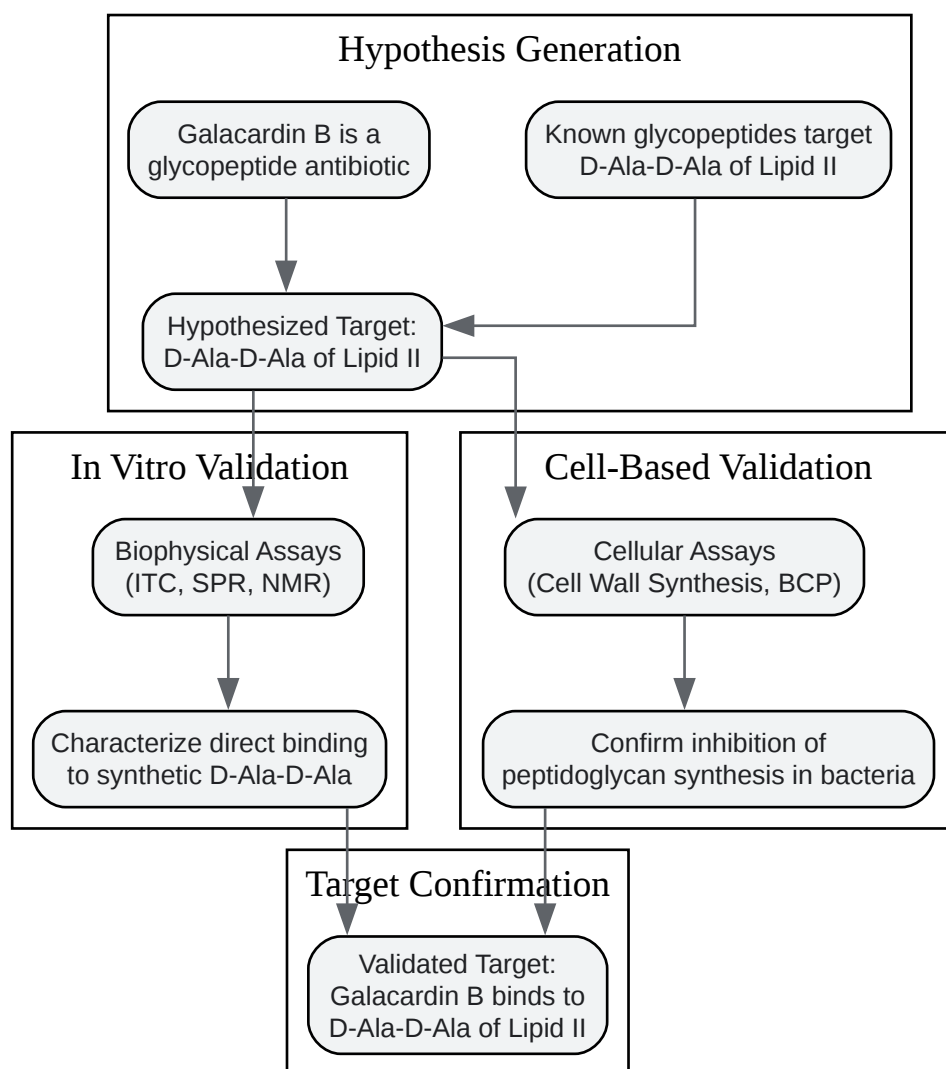 Hypothesis Generation
Galacardin B is a
glycopeptide antibiotic
Known glycopeptides target
D-Ala-D-Ala of Lipid II
Hypothesized Target:
D-Ala-D-Ala of Lipid II
In Vitro Validation
Biophysical Assays
(ITC, SPR, NMR)
Characterize direct binding
to synthetic D-Ala-D-Ala
Cell-Based Validation
Cellular Assays
(Cell Wall Synthesis, BCP)
Confirm inhibition of
peptidoglycan synthesis in bacteria
Target Confirmation
Validated Target:
Galacardin B binds to
D-Ala-D-Ala of Lipid II